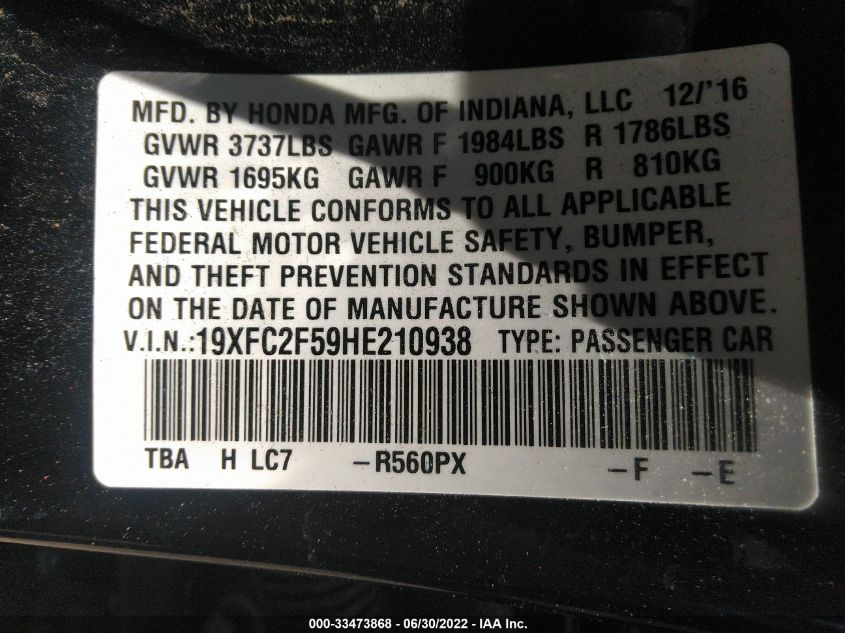 MFD. BY HONDA MFG. OF INDIANA, LLC 12/'16
GVWR 3737LBS GAWR F 1984LBS R 1786LBS
GVWR 1695KG GAWR F 900KG R 810KG
THIS VEHICLE CONFORMS TO ALL APPLICABLE
FEDERAL MOTOR VEHICLE SAFETY, BUMPER,
AND THEFT PREVENTION STANDARDS IN EFFECT
ON THE DATE OF MANUFACTURE SHOWN ABOVE.
V.I.N.:19XFC2F59HE210938 TYPE: PASSENGER CAR
TBA H LC7 –R560PX –F –E
000-33473868 - 06/30/2022 - IAA Inc.